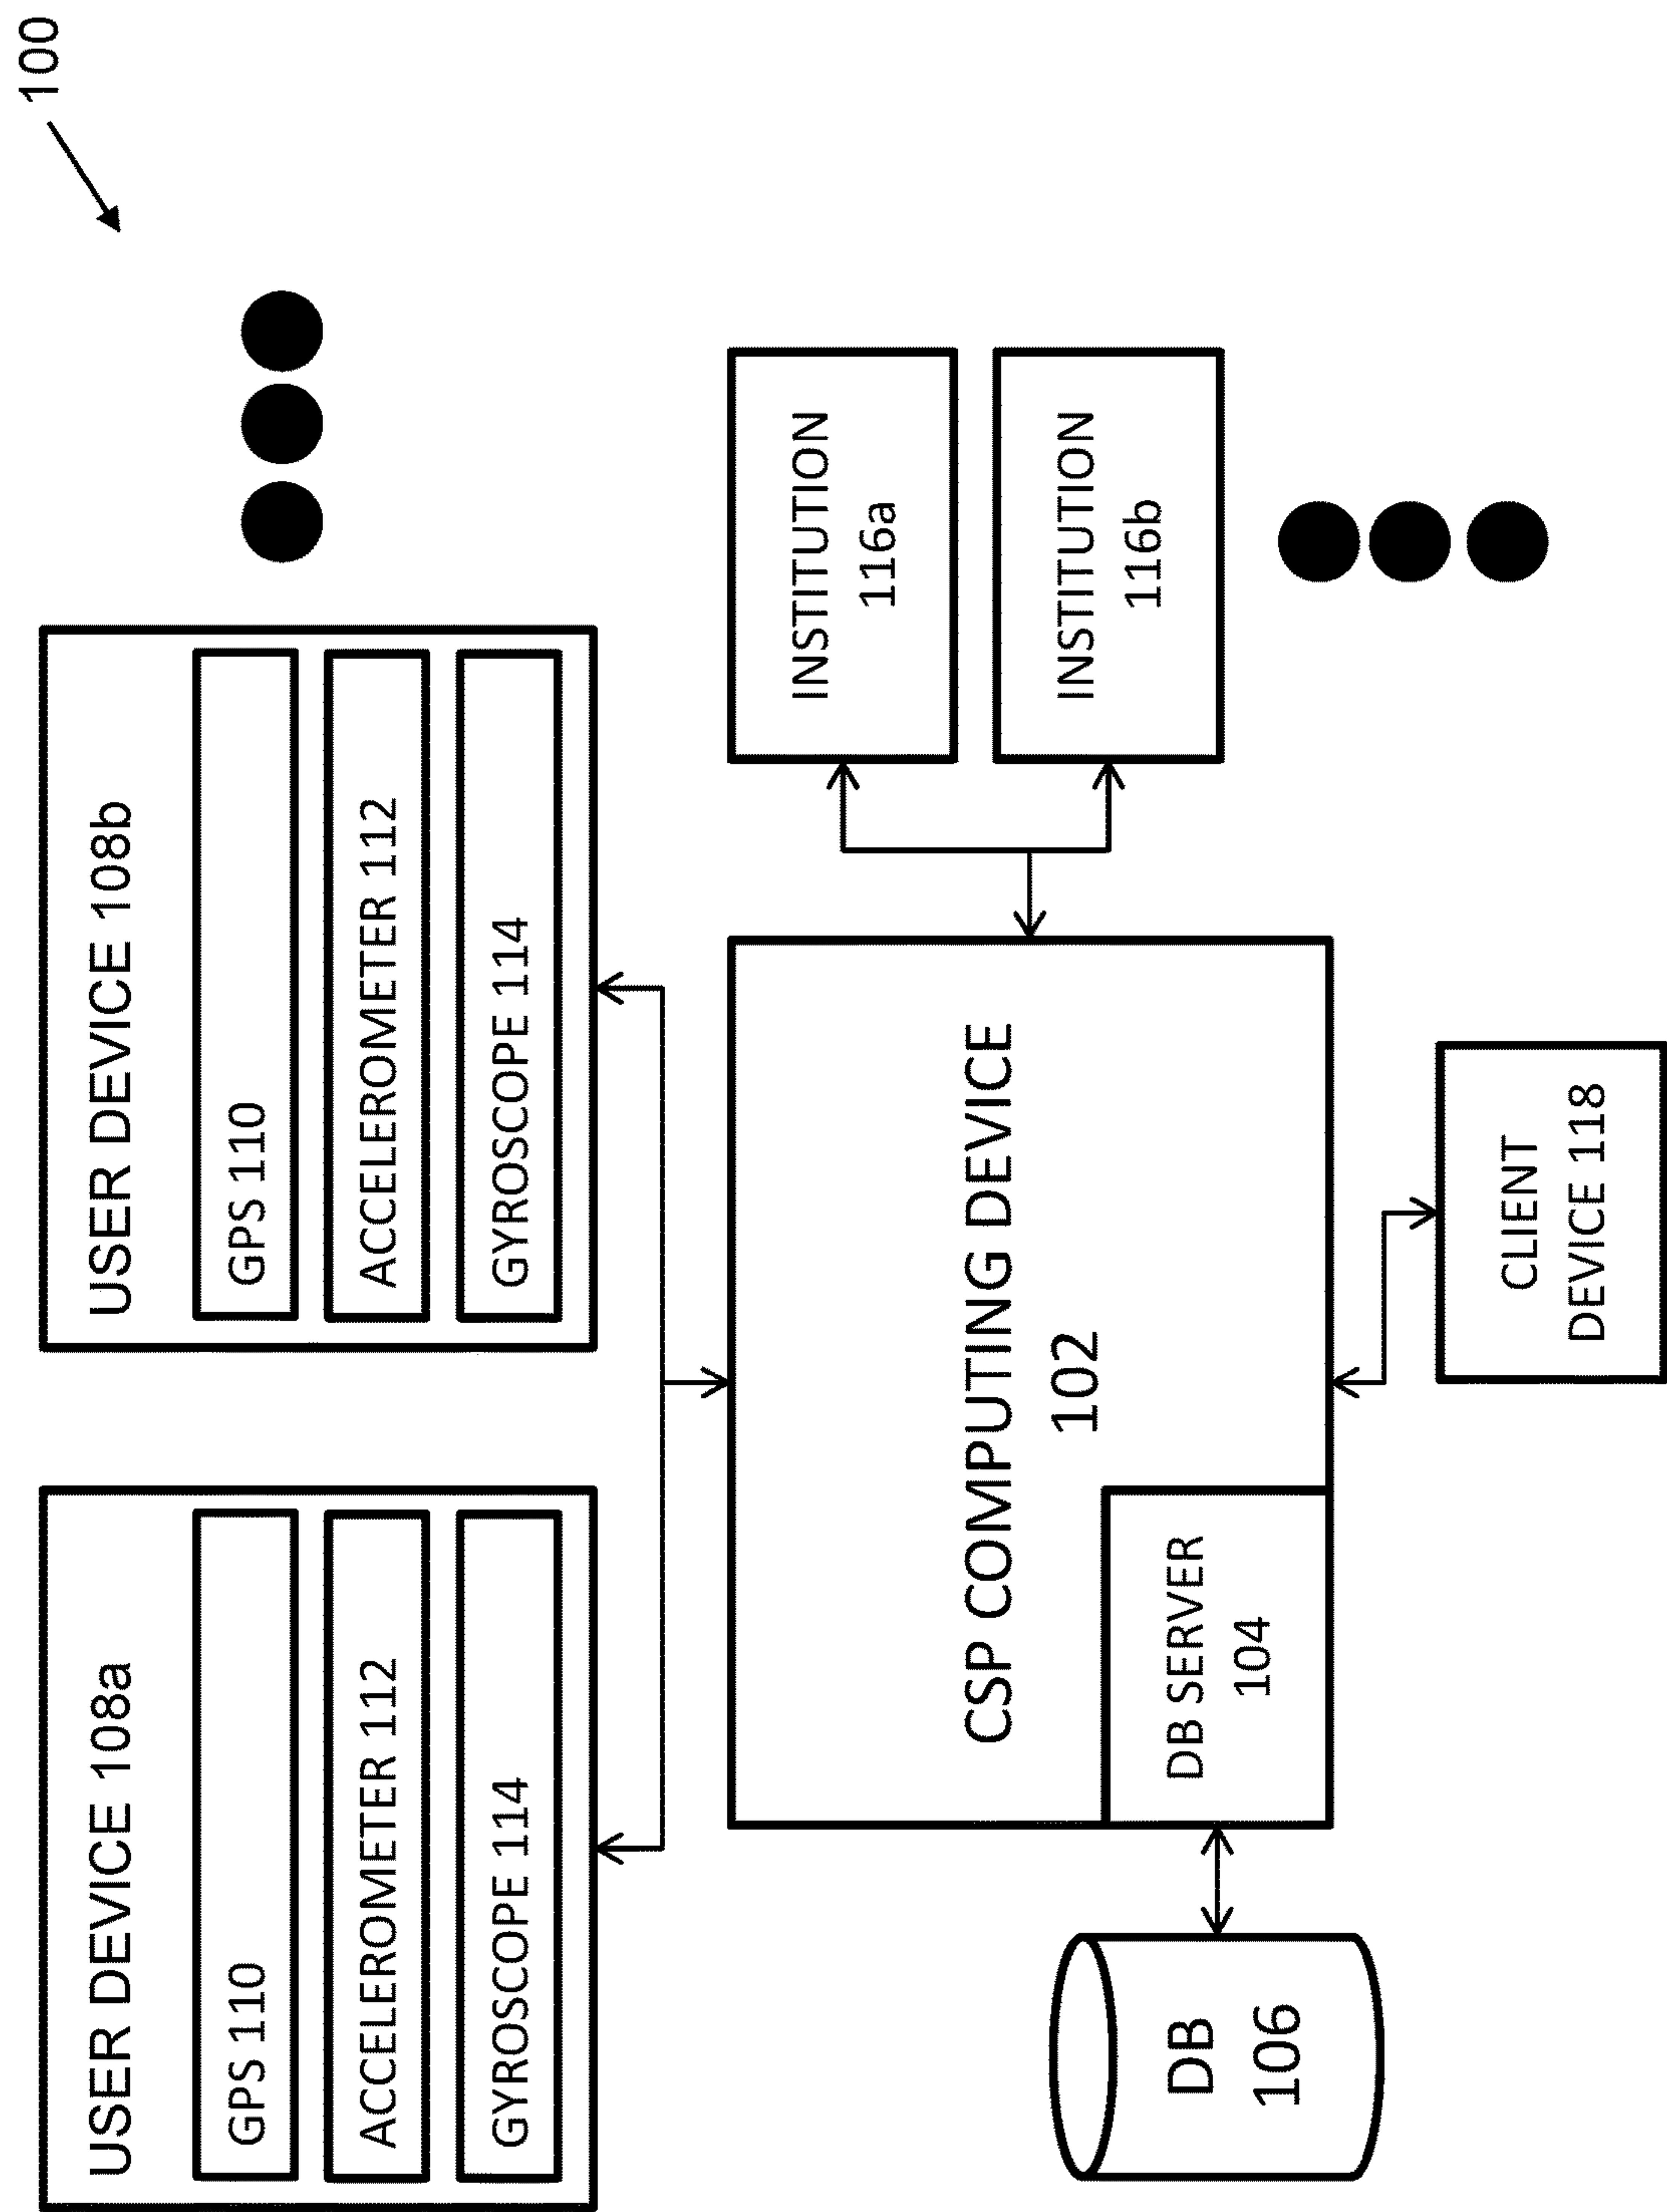 100
USER DEVICE 108a
GPS 110
ACCELEROMETER 112
GYROSCOPE 114
USER DEVICE 108b
GPS 110
ACCELEROMETER 112
GYROSCOPE 114
CSP COMPUTING DEVICE
102
DB SERVER
104
DB
106
INSTITUTION
116a
INSTITUTION
116b
CLIENT
DEVICE 118